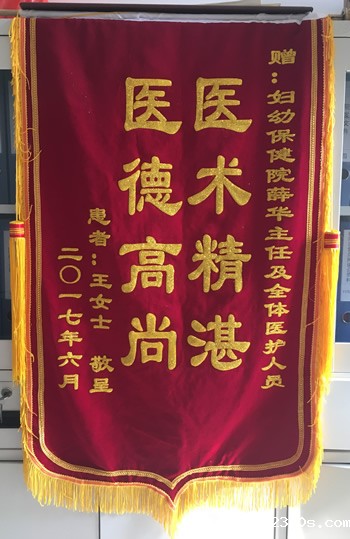 赠：妇幼保健院薛华主任及全体医护人员
医术精湛
医德高尚
患者：王女士 敬呈
二〇一七年六月